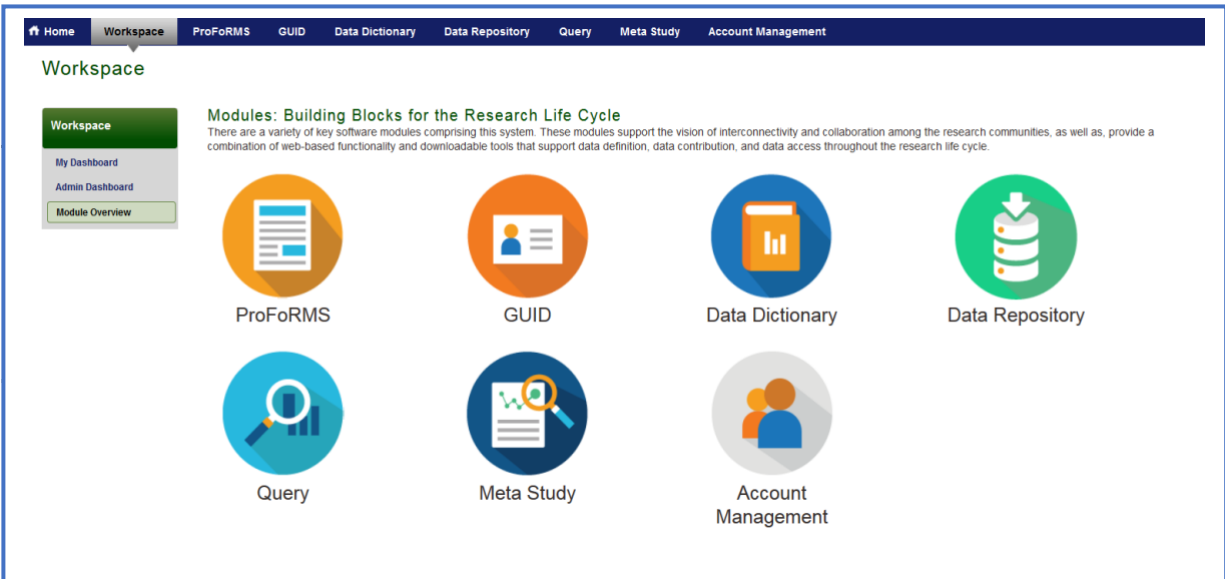 Home Workspace ProFoRMS GUID Data Dictionary Data Repository Query Meta Study Account Management
Workspace
Workspace
My Dashboard
Admin Dashboard
Module Overview
Modules: Building Blocks for the Research Life Cycle
There are a variety of key software modules comprising this system. These modules support the vision of interconnectivity and collaboration among the research communities, as well as, provide a
combination of web-based functionality and downloadable tools that support data definition, data contribution, and data access throughout the research life cycle.
ProFoRMS GUID Data Dictionary Data Repository
Query Meta Study Account
Management